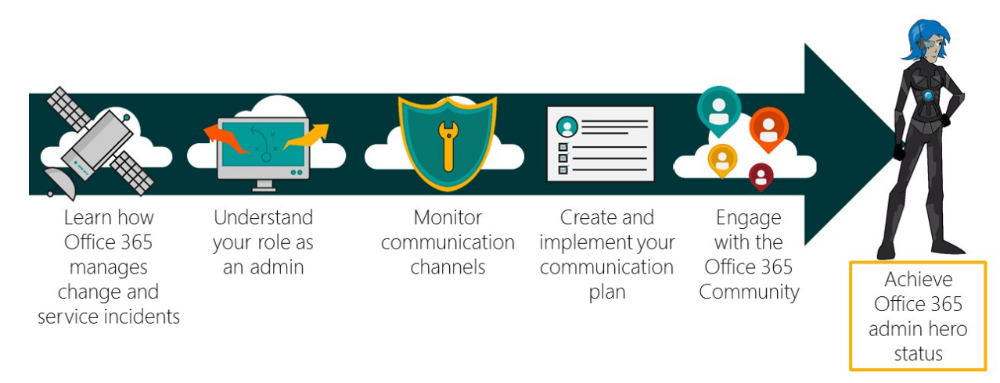 Learn how
Office 365
manages
change and
service incidents
Understand
your role as
an admin
Monitor
communication
channels
Create and
implement your
communication
plan
Engage
with the
Office 365
Community
Achieve
Office 365
admin hero
status